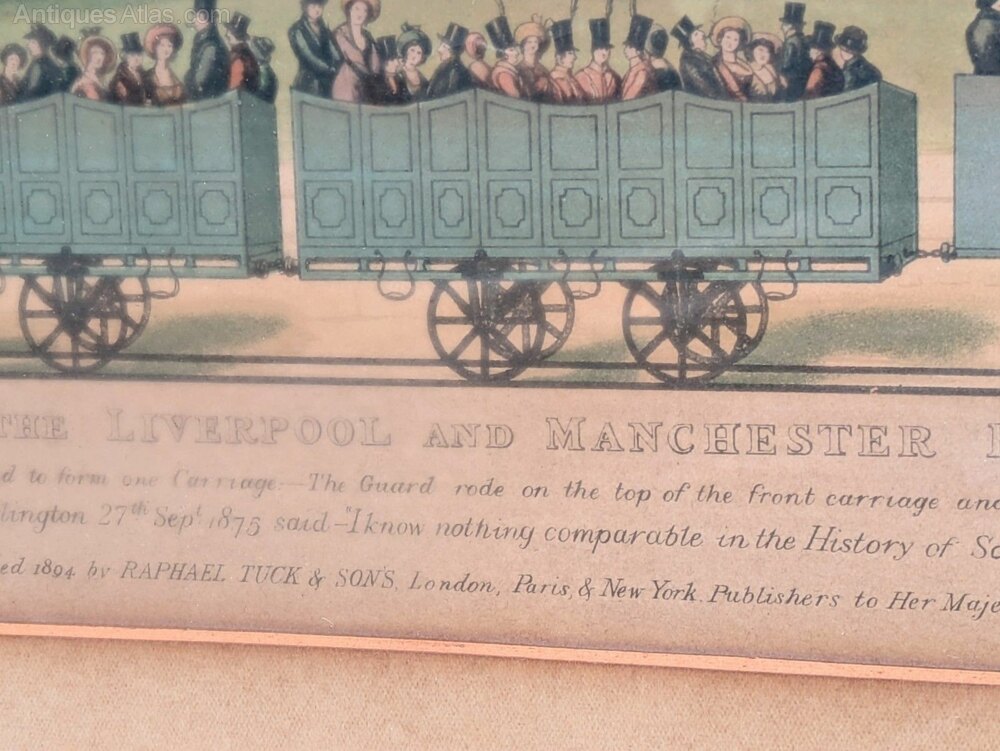 Antiques Atlas.com
THE LIVERPOOL AND MANCHESTER
d to form one Carriage.—The Guard rode on the top of the front carriage and
lington 27th Sept. 1875 said—"I know nothing comparable in the History of Sc
ed 1894 by RAPHAEL TUCK & SONS, London, Paris, & New York. Publishers to Her Maje